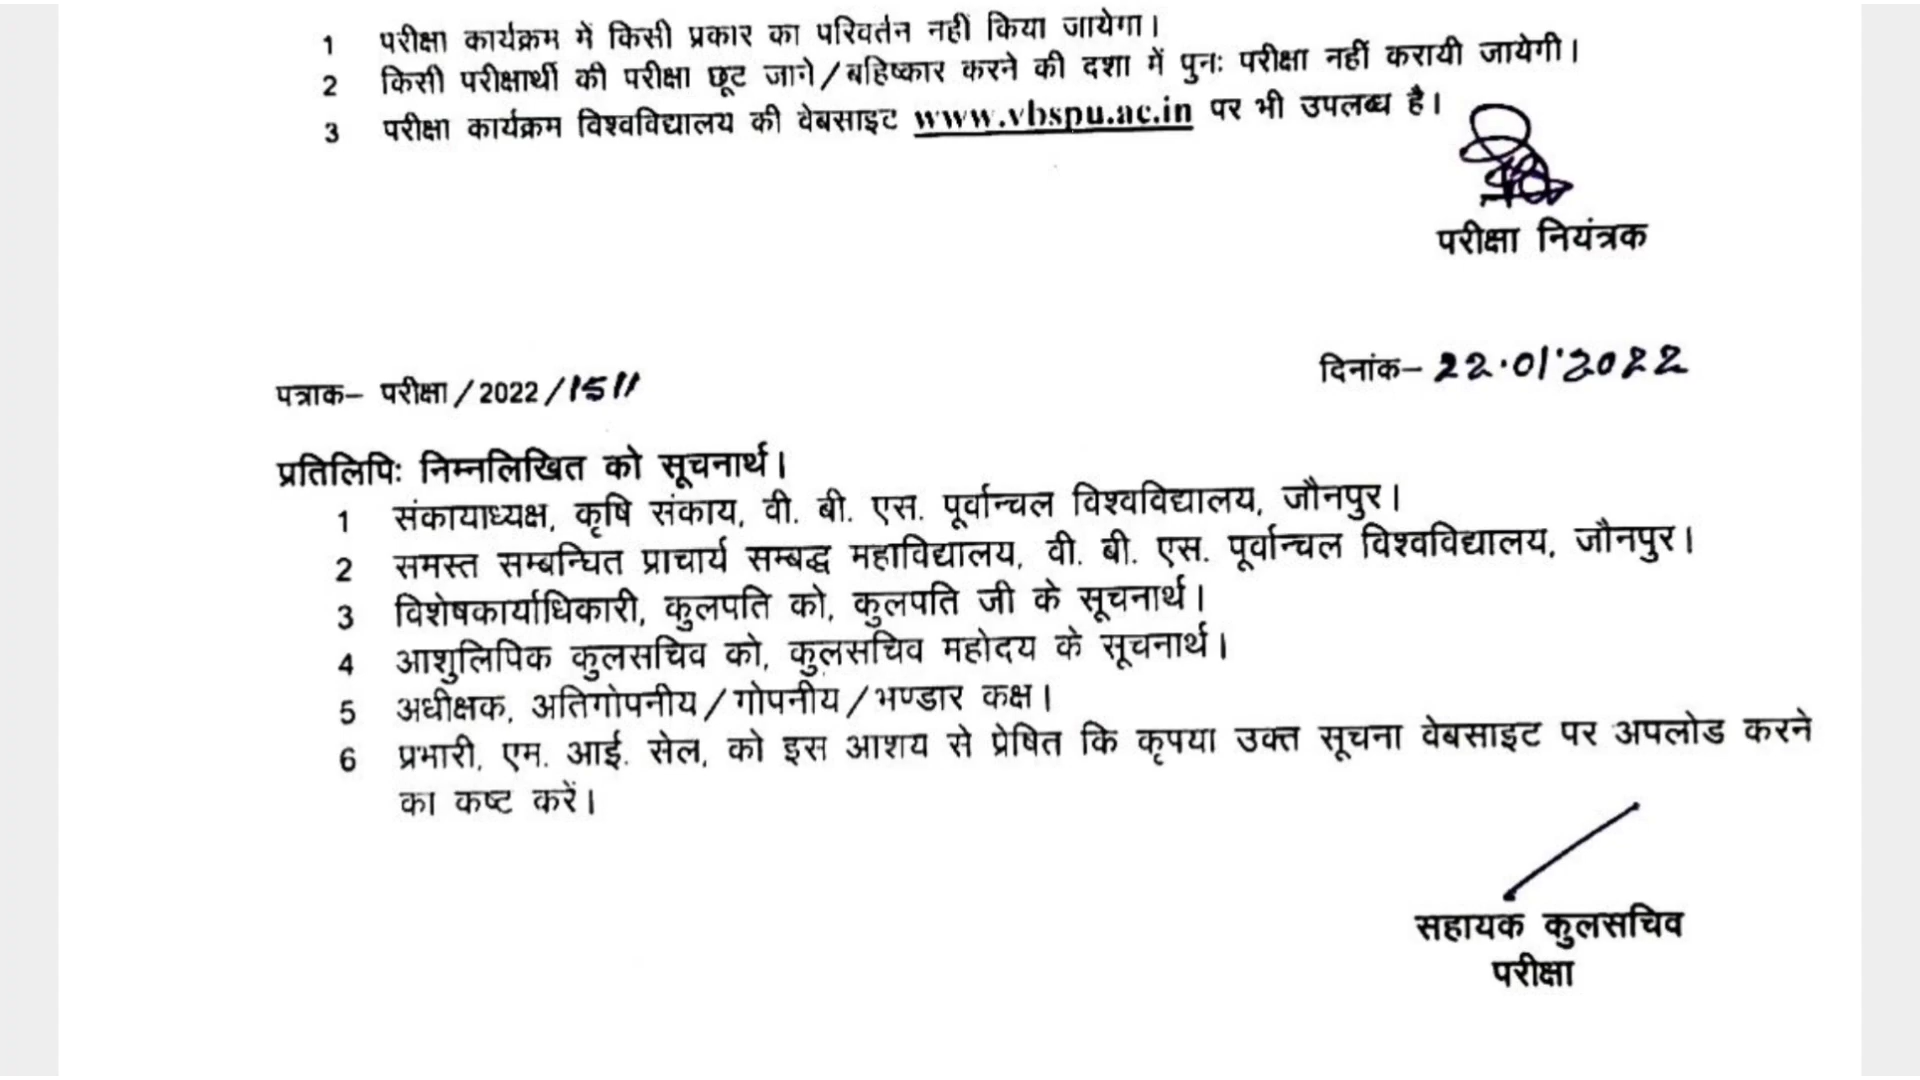 1 परीक्षा कार्यक्रम में किसी प्रकार का परिवर्तन नहीं किया जायेगा।
2 किसी परीक्षार्थी की परीक्षा छूट जाने/बहिष्कार करने की दशा में पुनः परीक्षा नहीं करायी जायेगी।
3 परीक्षा कार्यक्रम विश्वविद्यालय की वेबसाइट www.vbspu.ac.in पर भी उपलब्ध है।
परीक्षा नियंत्रक
पत्राक– परीक्षा/2022/1511 दिनांक– 22.01.2022
प्रतिलिपिः निम्नलिखित को सूचनार्थ।
1 संकायाध्यक्ष, कृषि संकाय, वी. बी. एस. पूर्वान्चल विश्वविद्यालय, जौनपुर।
2 समस्त सम्बन्धित प्राचार्य सम्बद्ध महाविद्यालय, वी. बी. एस. पूर्वान्चल विश्वविद्यालय, जौनपुर।
3 विशेषकार्याधिकारी, कुलपति को, कुलपति जी के सूचनार्थ।
4 आशुलिपिक कुलसचिव को, कुलसचिव महोदय के सूचनार्थ।
5 अधीक्षक, अतिगोपनीय/गोपनीय/भण्डार कक्ष।
6 प्रभारी, एम. आई. सेल, को इस आशय से प्रेषित कि कृपया उक्त सूचना वेबसाइट पर अपलोड करने
का कष्ट करें।
सहायक कुलसचिव
परीक्षा